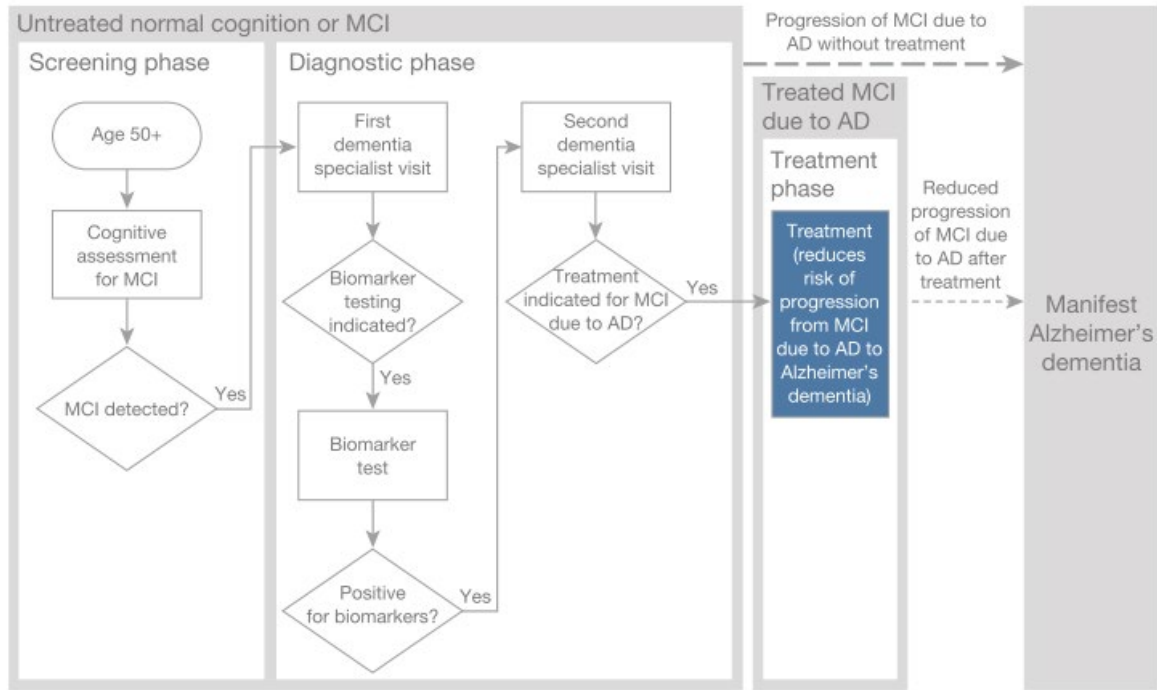 Untreated normal cognition or MCI
Screening phase
Age 50+
Cognitive
assessment
for MCI
MCI detected?
Yes
Diagnostic phase
First
dementia
specialist visit
Biomarker
testing
indicated?
Yes
Biomarker
test
Positive
for biomarkers?
Yes
Second
dementia
specialist visit
Treatment
indicated for MCI
due to AD?
Yes
Progression of MCI due to
AD without treatment
Treated MCI
due to AD
Treatment
phase
Treatment
(reduces
risk of
progression
from MCI
due to AD to
Alzheimer's
dementia)
Reduced
progression
of MCI due
to AD after
treatment
Manifest
Alzheimer's
dementia